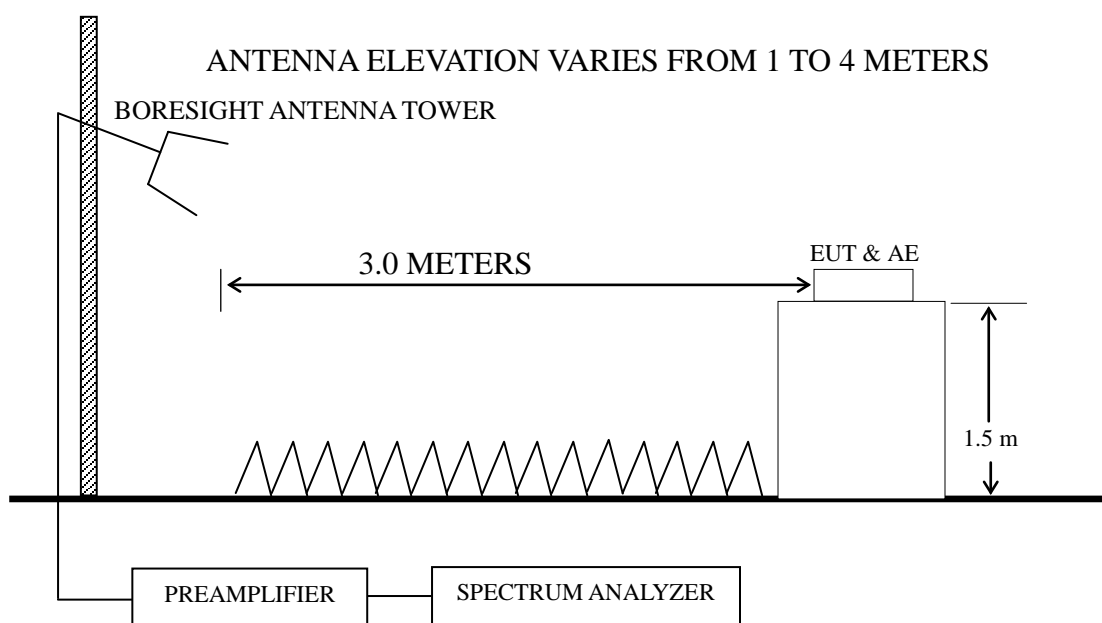 ANTENNA ELEVATION VARIES FROM 1 TO 4 METERS
BORESIGHT ANTENNA TOWER
3.0 METERS
EUT & AE
1.5 m
PREAMPLIFIER
SPECTRUM ANALYZER